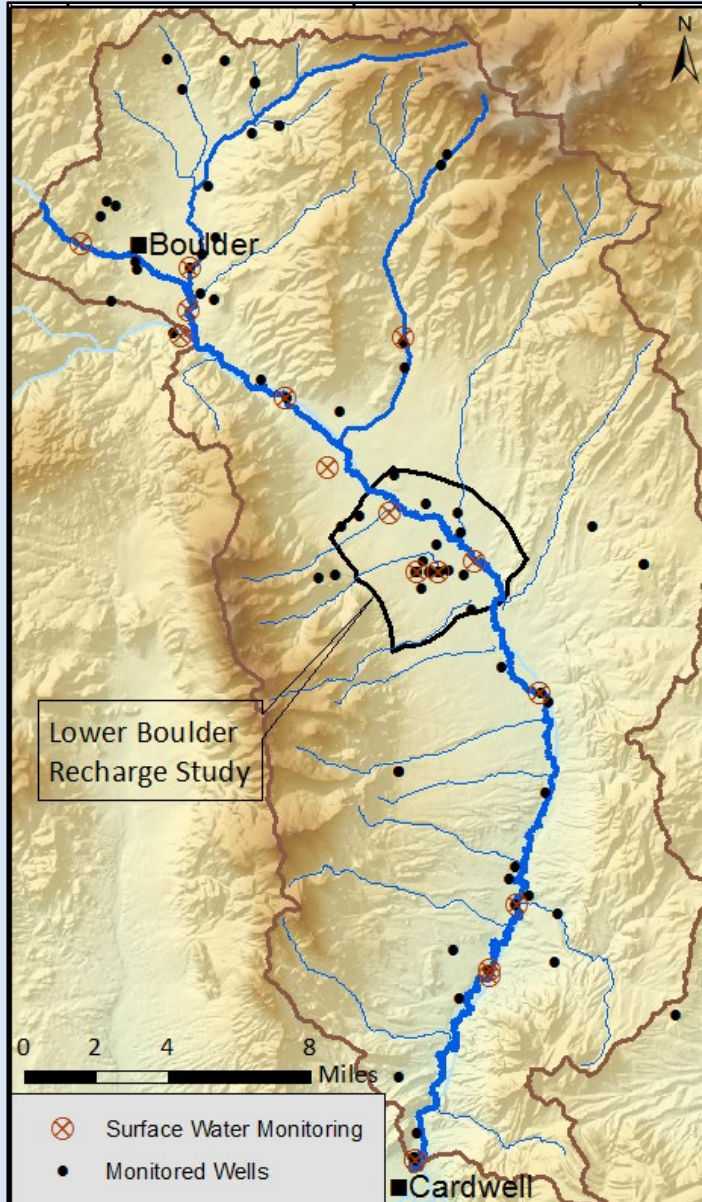 N
Boulder
Lower Boulder
Recharge Study
0 2 4 8
Miles
Surface Water Monitoring
Monitored Wells
Cardwell